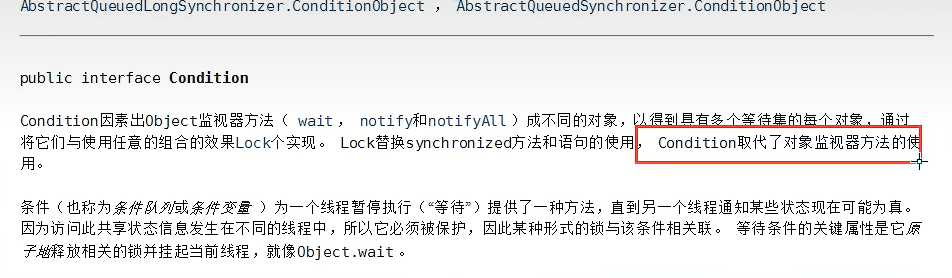 AbstractQueuedLongSynchronizer.ConditionObject ， AbstractQueuedSynchronizer.ConditionObject
public interface Condition
Condition因素出Object监视器方法（ wait ， notify和notifyAll ）成不同的对象，以得到具有多个等待集的每个对象，通过
将它们与使用任意的组合的效果Lock个实现。 Lock替换synchronized方法和语句的使用， Condition取代了对象监视器方法的使
用。
条件（也称为条件队列或条件变量 ）为一个线程暂停执行（“等待”）提供了一种方法，直到另一个线程通知某些状态现在可能为真。
因为访问此共享状态信息发生在不同的线程中，所以它必须被保护，因此某种形式的锁与该条件相关联。 等待条件的关键属性是它原
子地释放相关的锁并挂起当前线程，就像Object.wait 。